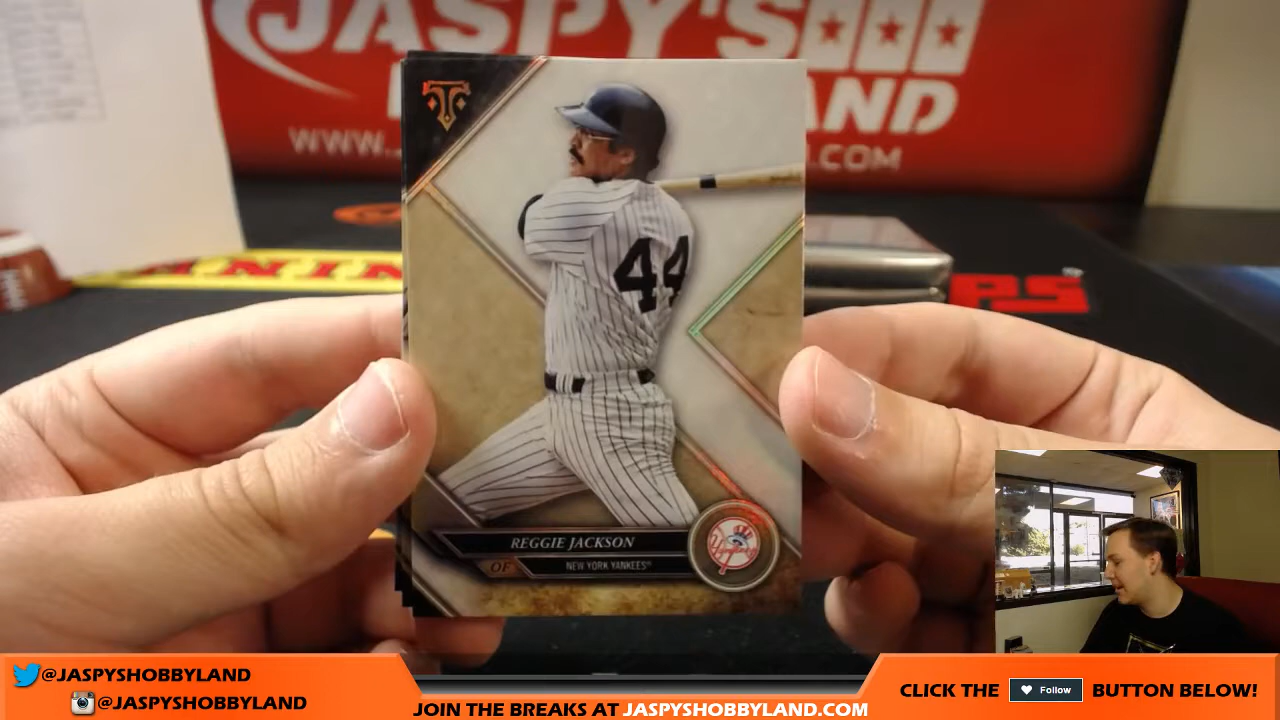 JASPY'S
AND
WWW.
.COM
44
REGGIE JACKSON
OF
NEW YORK YANKEES
@JASPYSHOBBYLAND
@JASPYSHOBBYLAND
JOIN THE BREAKS AT JASPYSHOBBYLAND.COM
CLICK THE Follow BUTTON BELOW!